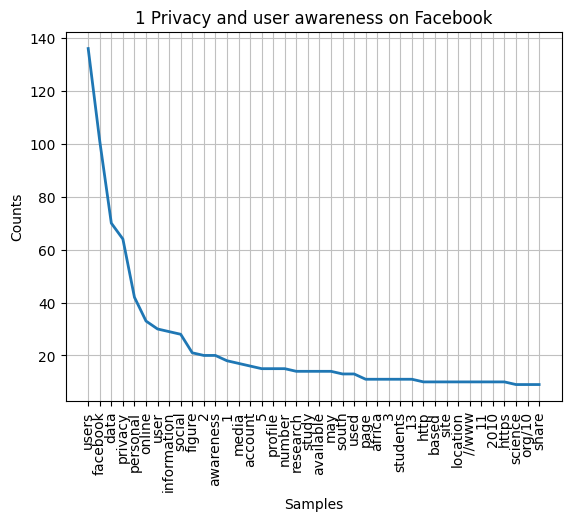 1 Privacy and user awareness on Facebook
Counts
140
120
100
80
60
40
20
users
facebook
data
privacy
personal
online
user
information
social
figure
2
awareness
1
media
account
5
profile
number
research
study
available
may
south
used
page
africa
3
students
13
http
based
site
location
//www
11
2010
https
scienti
org/10
share
Samples